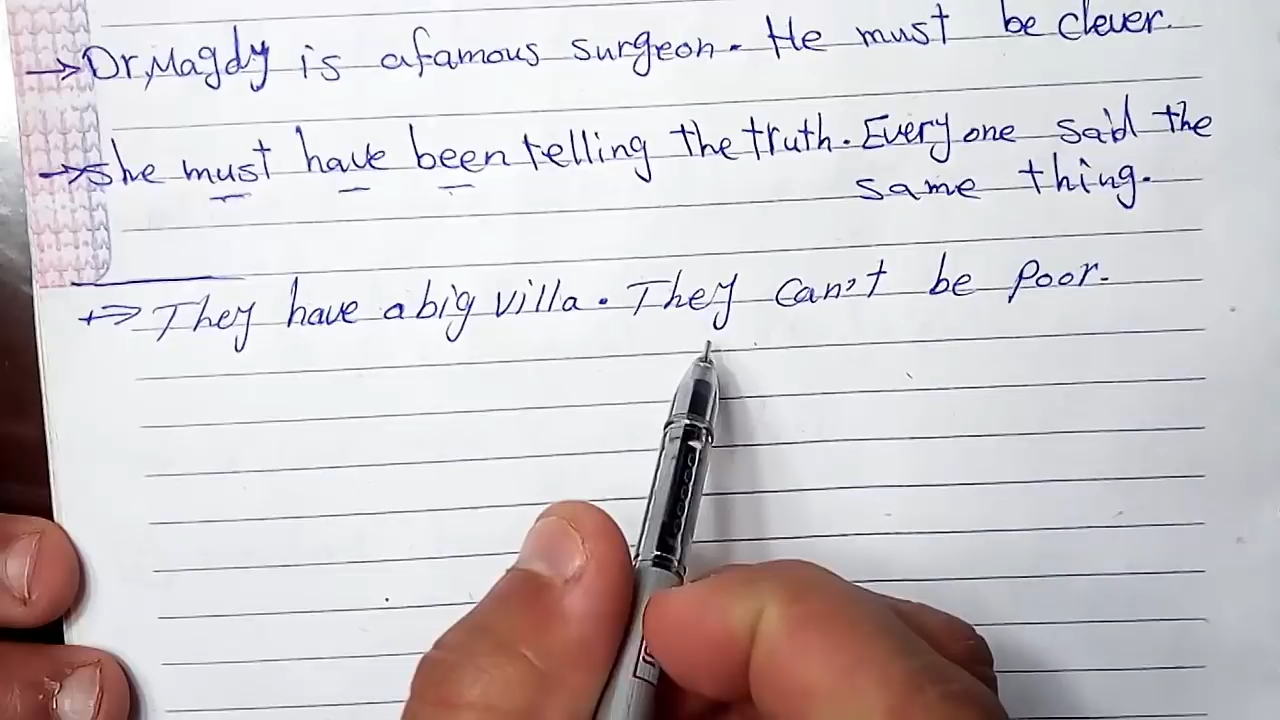 →Dr, Magdy is a famous surgeon. He must be clever.
→she must have been telling the truth. Every one said the
same thing.
⇒ They have a big villa. They can't be Poor.